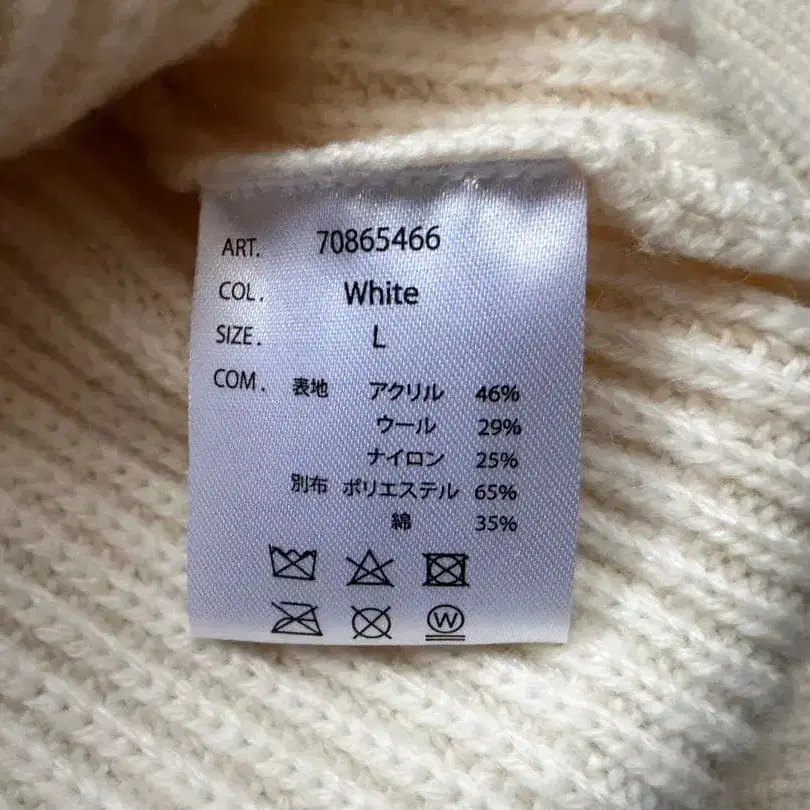 ART. 70865466
COL. White
SIZE. L
COM. 表地 アクリル 46%
ウール 29%
ナイロン 25%
別布 ポリエステル 65%
綿 35%
W